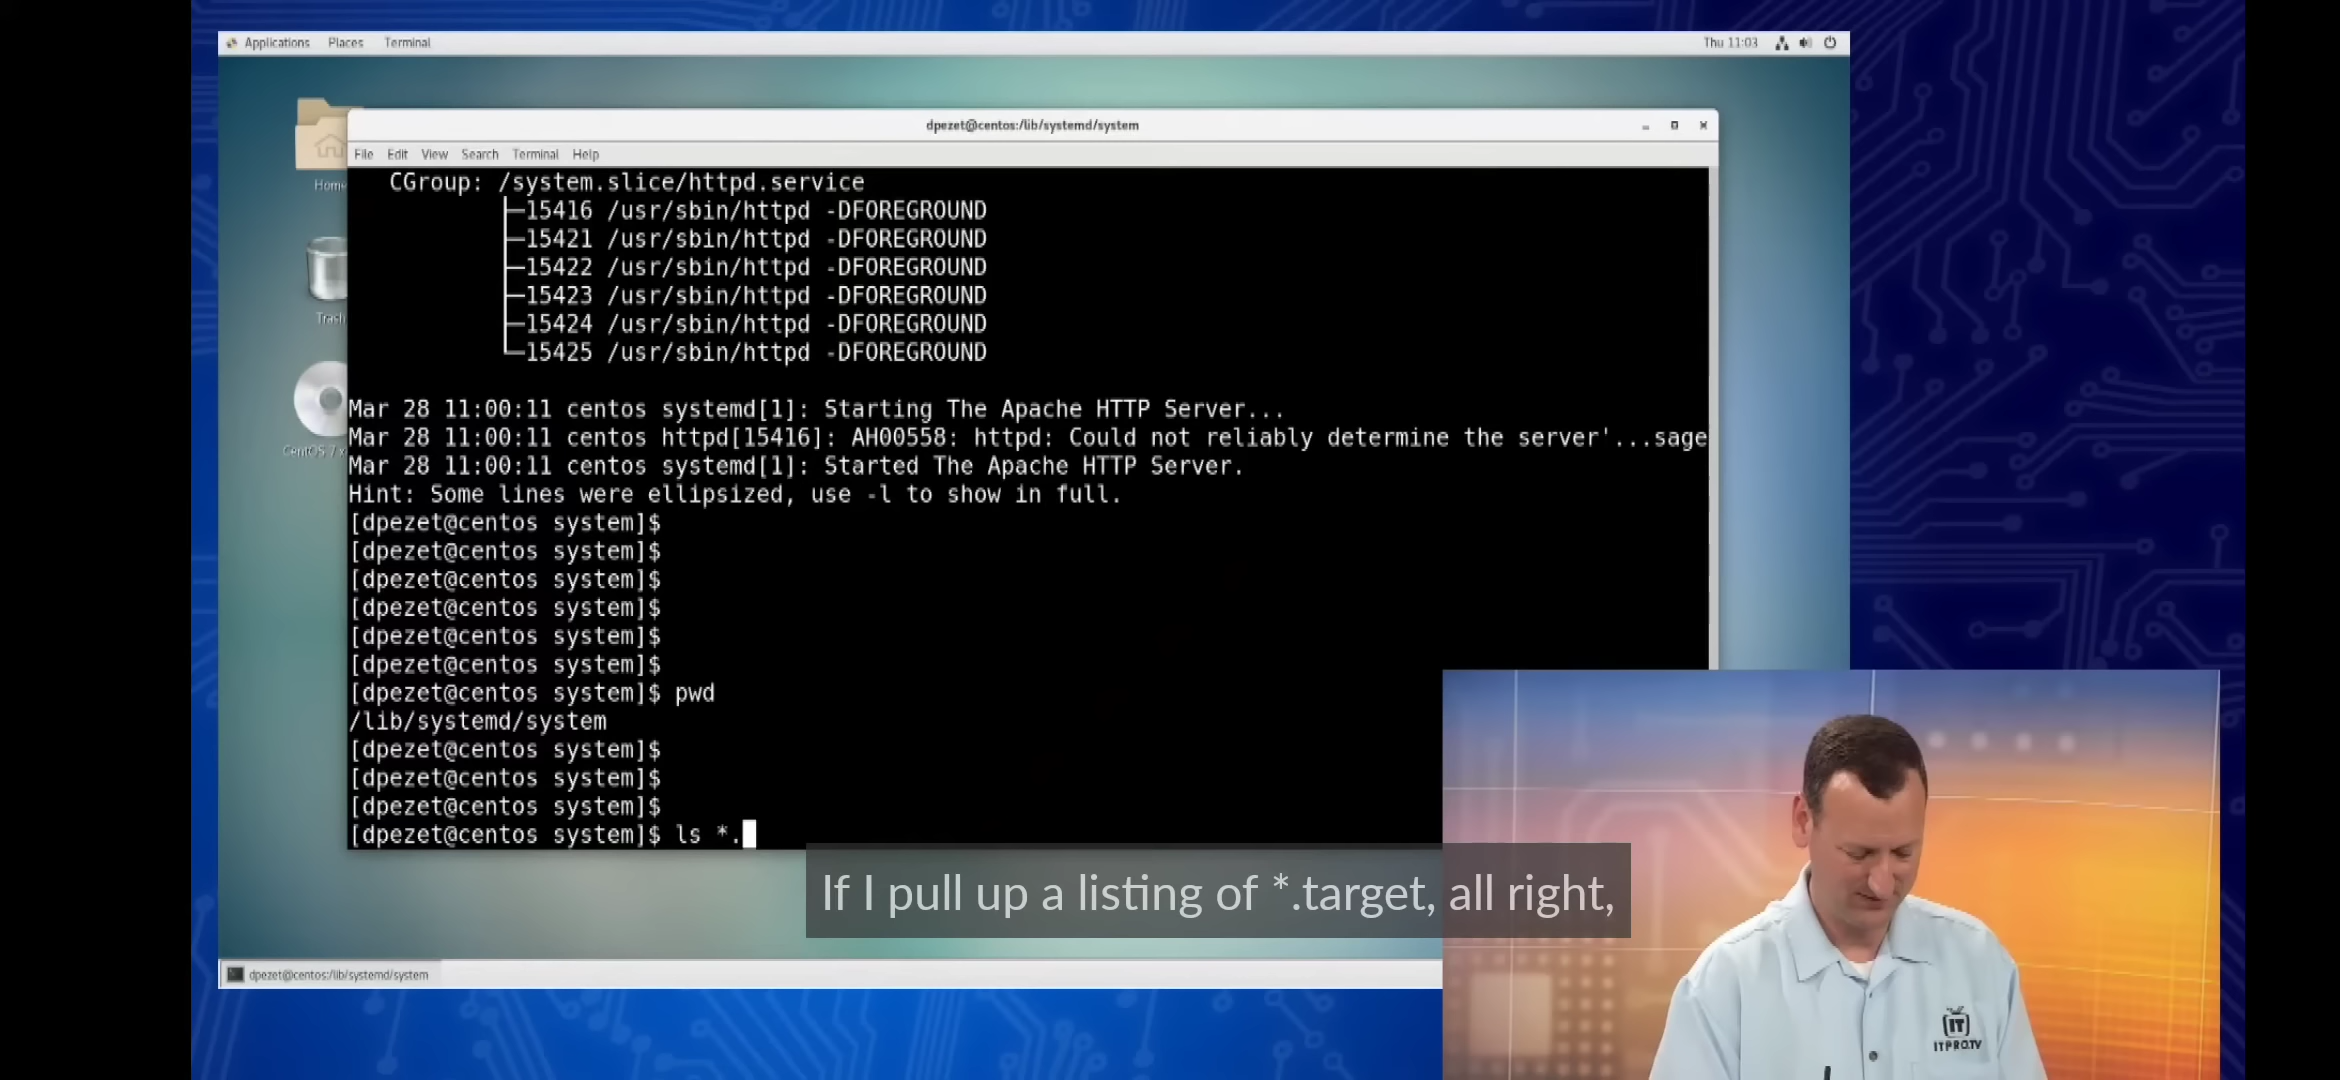 Applications Places Terminal
Thu 11:03
dpezet@centos:/lib/systemd/system
File Edit View Search Terminal Help
Home
Trash
CentOS 7 x
CGroup: /system.slice/httpd.service
├─15416 /usr/sbin/httpd -DFOREGROUND
├─15421 /usr/sbin/httpd -DFOREGROUND
├─15422 /usr/sbin/httpd -DFOREGROUND
├─15423 /usr/sbin/httpd -DFOREGROUND
├─15424 /usr/sbin/httpd -DFOREGROUND
└─15425 /usr/sbin/httpd -DFOREGROUND
Mar 28 11:00:11 centos systemd[1]: Starting The Apache HTTP Server...
Mar 28 11:00:11 centos httpd[15416]: AH00558: httpd: Could not reliably determine the server'...sage
Mar 28 11:00:11 centos systemd[1]: Started The Apache HTTP Server.
Hint: Some lines were ellipsized, use -l to show in full.
[dpezet@centos system]$
[dpezet@centos system]$
[dpezet@centos system]$
[dpezet@centos system]$
[dpezet@centos system]$
[dpezet@centos system]$
[dpezet@centos system]$ pwd
/lib/systemd/system
[dpezet@centos system]$
[dpezet@centos system]$
[dpezet@centos system]$
[dpezet@centos system]$ ls *.
If I pull up a listing of *.target, all right,
dpezet@centos:/lib/systemd/system
IT
ITPRO.TV